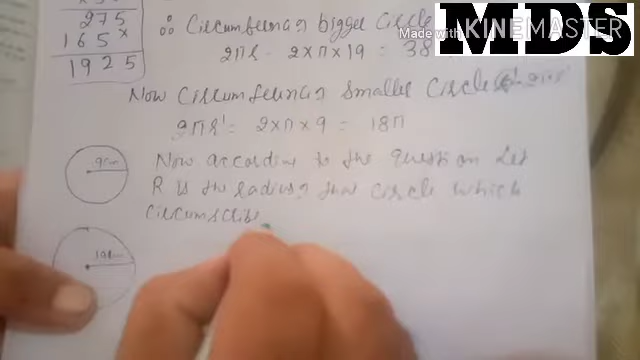 275
165×
1925
∴ Circumference of bigger Circle
2πr = 2×π×19 = 38
Made with KINEMASTER
MDS
Now Circumference of smaller Circle
2πr' = 2×π×9 = 18π
9cm
Now according to the question Let
R is the radius of that circle which
circumscribe
19cm